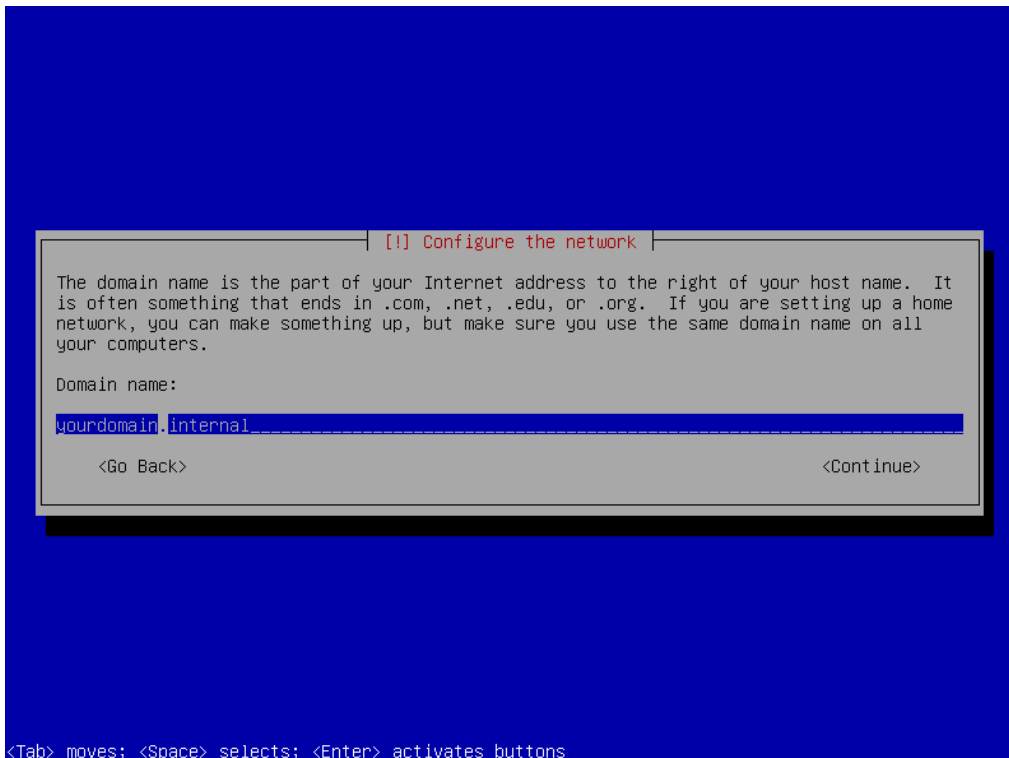 [!] Configure the network
The domain name is the part of your Internet address to the right of your host name.  It
is often something that ends in .com, .net, .edu, or .org.  If you are setting up a home
network, you can make something up, but make sure you use the same domain name on all
your computers.
Domain name:
yourdomain.internal
<Go Back> <Continue>
<Tab> moves; <Space> selects; <Enter> activates buttons